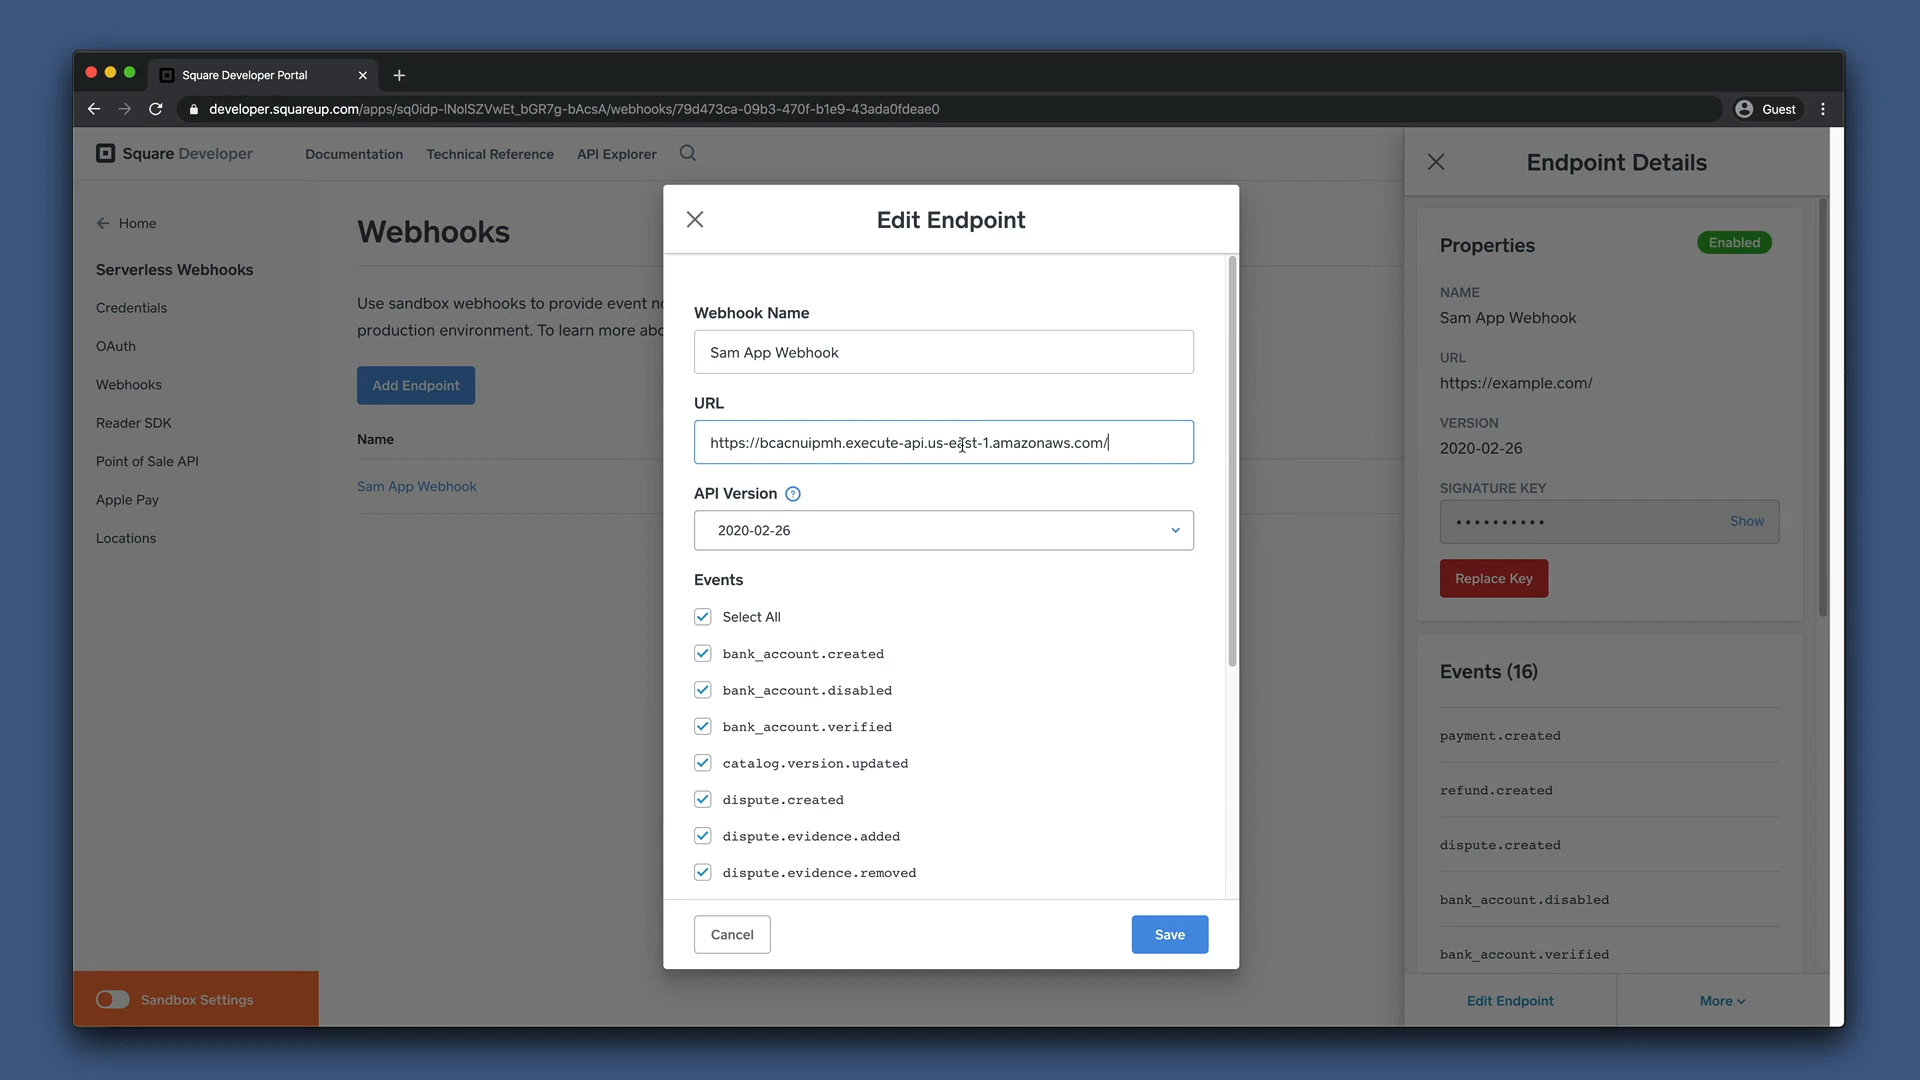 Square Developer Portal
developer.squareup.com/apps/sq0idp-lNolSZVwEt_bGR7g-bAcsA/webhooks/79d473ca-09b3-470f-b1e9-43ada0fdeae0
Guest
Square Developer
Documentation
Technical Reference
API Explorer
Home
Serverless Webhooks
Credentials
OAuth
Webhooks
Reader SDK
Point of Sale API
Apple Pay
Locations
Sandbox Settings
Webhooks
Use sandbox webhooks to provide event
production environment. To learn more
Add Endpoint
Name
Sam App Webhook
Edit Endpoint
Webhook Name
Sam App Webhook
URL
https://bcacnuipmh.execute-api.us-east-1.amazonaws.com/
API Version
2020-02-26
Events
Select All
bank_account.created
bank_account.disabled
bank_account.verified
catalog.version.updated
dispute.created
dispute.evidence.added
dispute.evidence.removed
Cancel
Save
Endpoint Details
Properties
Enabled
NAME
Sam App Webhook
URL
https://example.com/
VERSION
2020-02-26
SIGNATURE KEY
••••••••••
Show
Replace Key
Events (16)
payment.created
refund.created
dispute.created
bank_account.disabled
bank_account.verified
Edit Endpoint
More